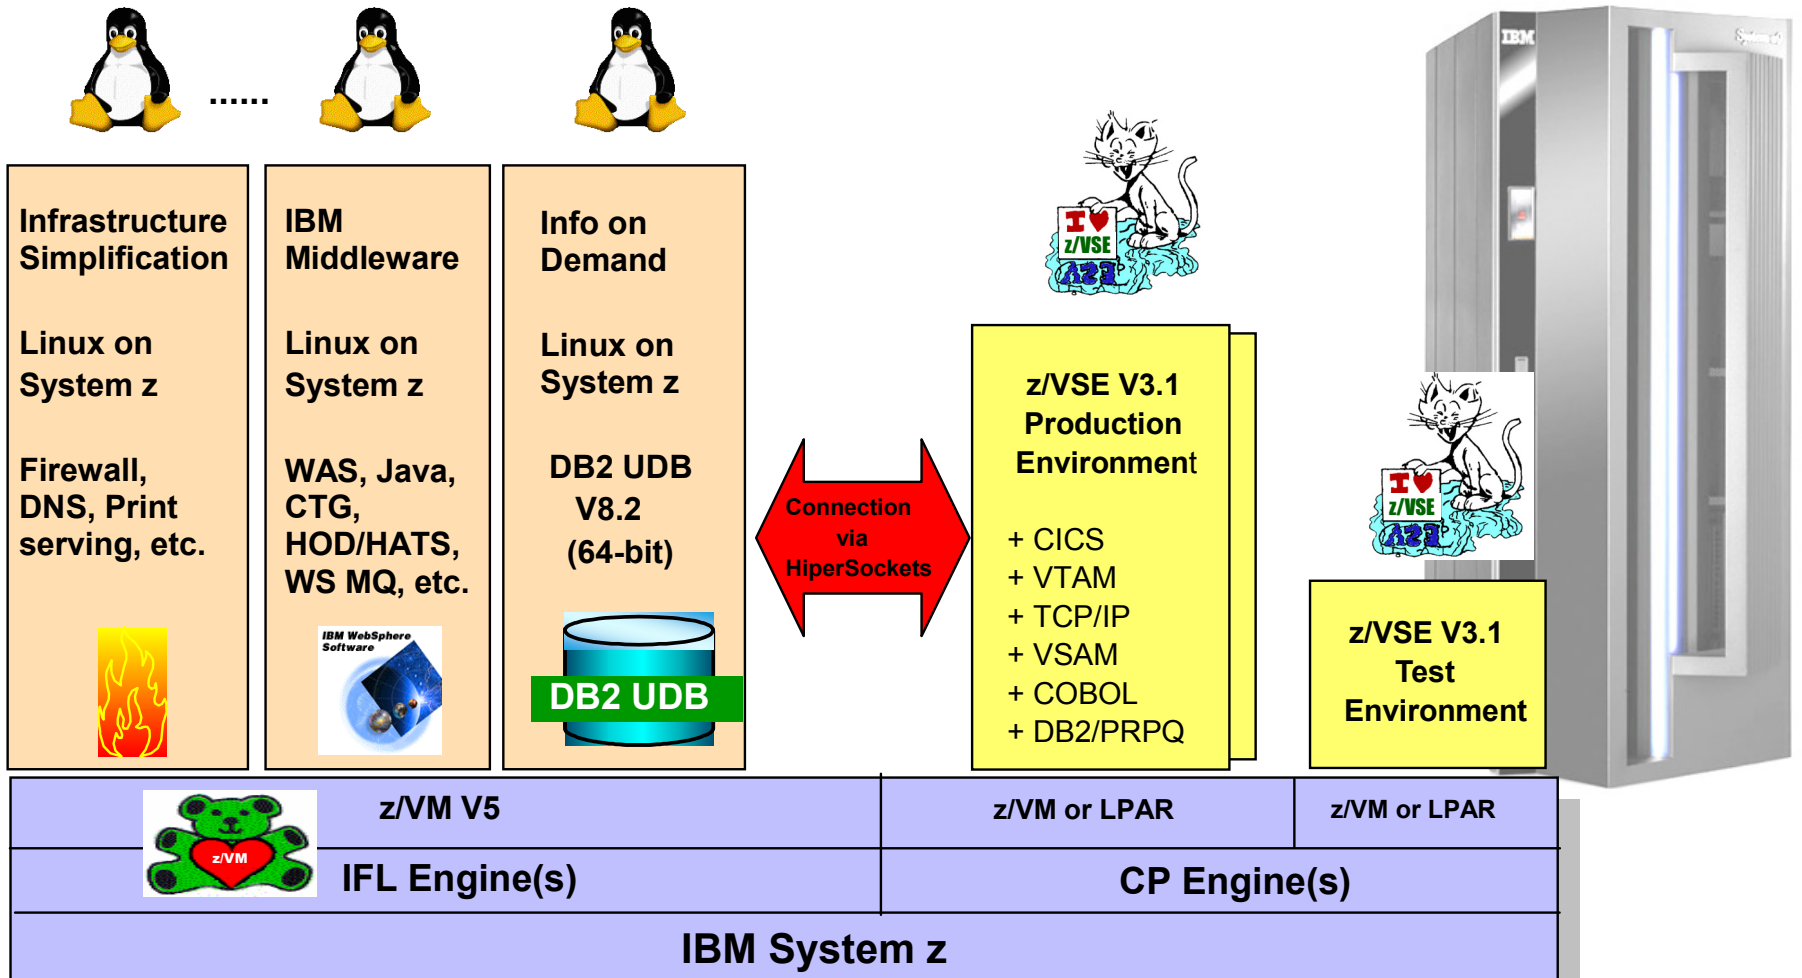 ......
IBM
Infrastructure
Simplification
Linux on
System z
Firewall,
DNS, Print
serving, etc.
IBM
Middleware
Linux on
System z
WAS, Java,
CTG,
HOD/HATS,
WS MQ, etc.
IBM WebSphere
Software
Info on
Demand
Linux on
System z
DB2 UDB
V8.2
(64-bit)
DB2 UDB
Connection
via
HiperSockets
I ♥
z/VSE
z/VSE V3.1
Production
Environment
+ CICS
+ VTAM
+ TCP/IP
+ VSAM
+ COBOL
+ DB2/PRPQ
I ♥
z/VSE
z/VSE V3.1
Test
Environment
z/VM V5
z/VM or LPAR
z/VM or LPAR
z/VM
IFL Engine(s)
CP Engine(s)
IBM System z